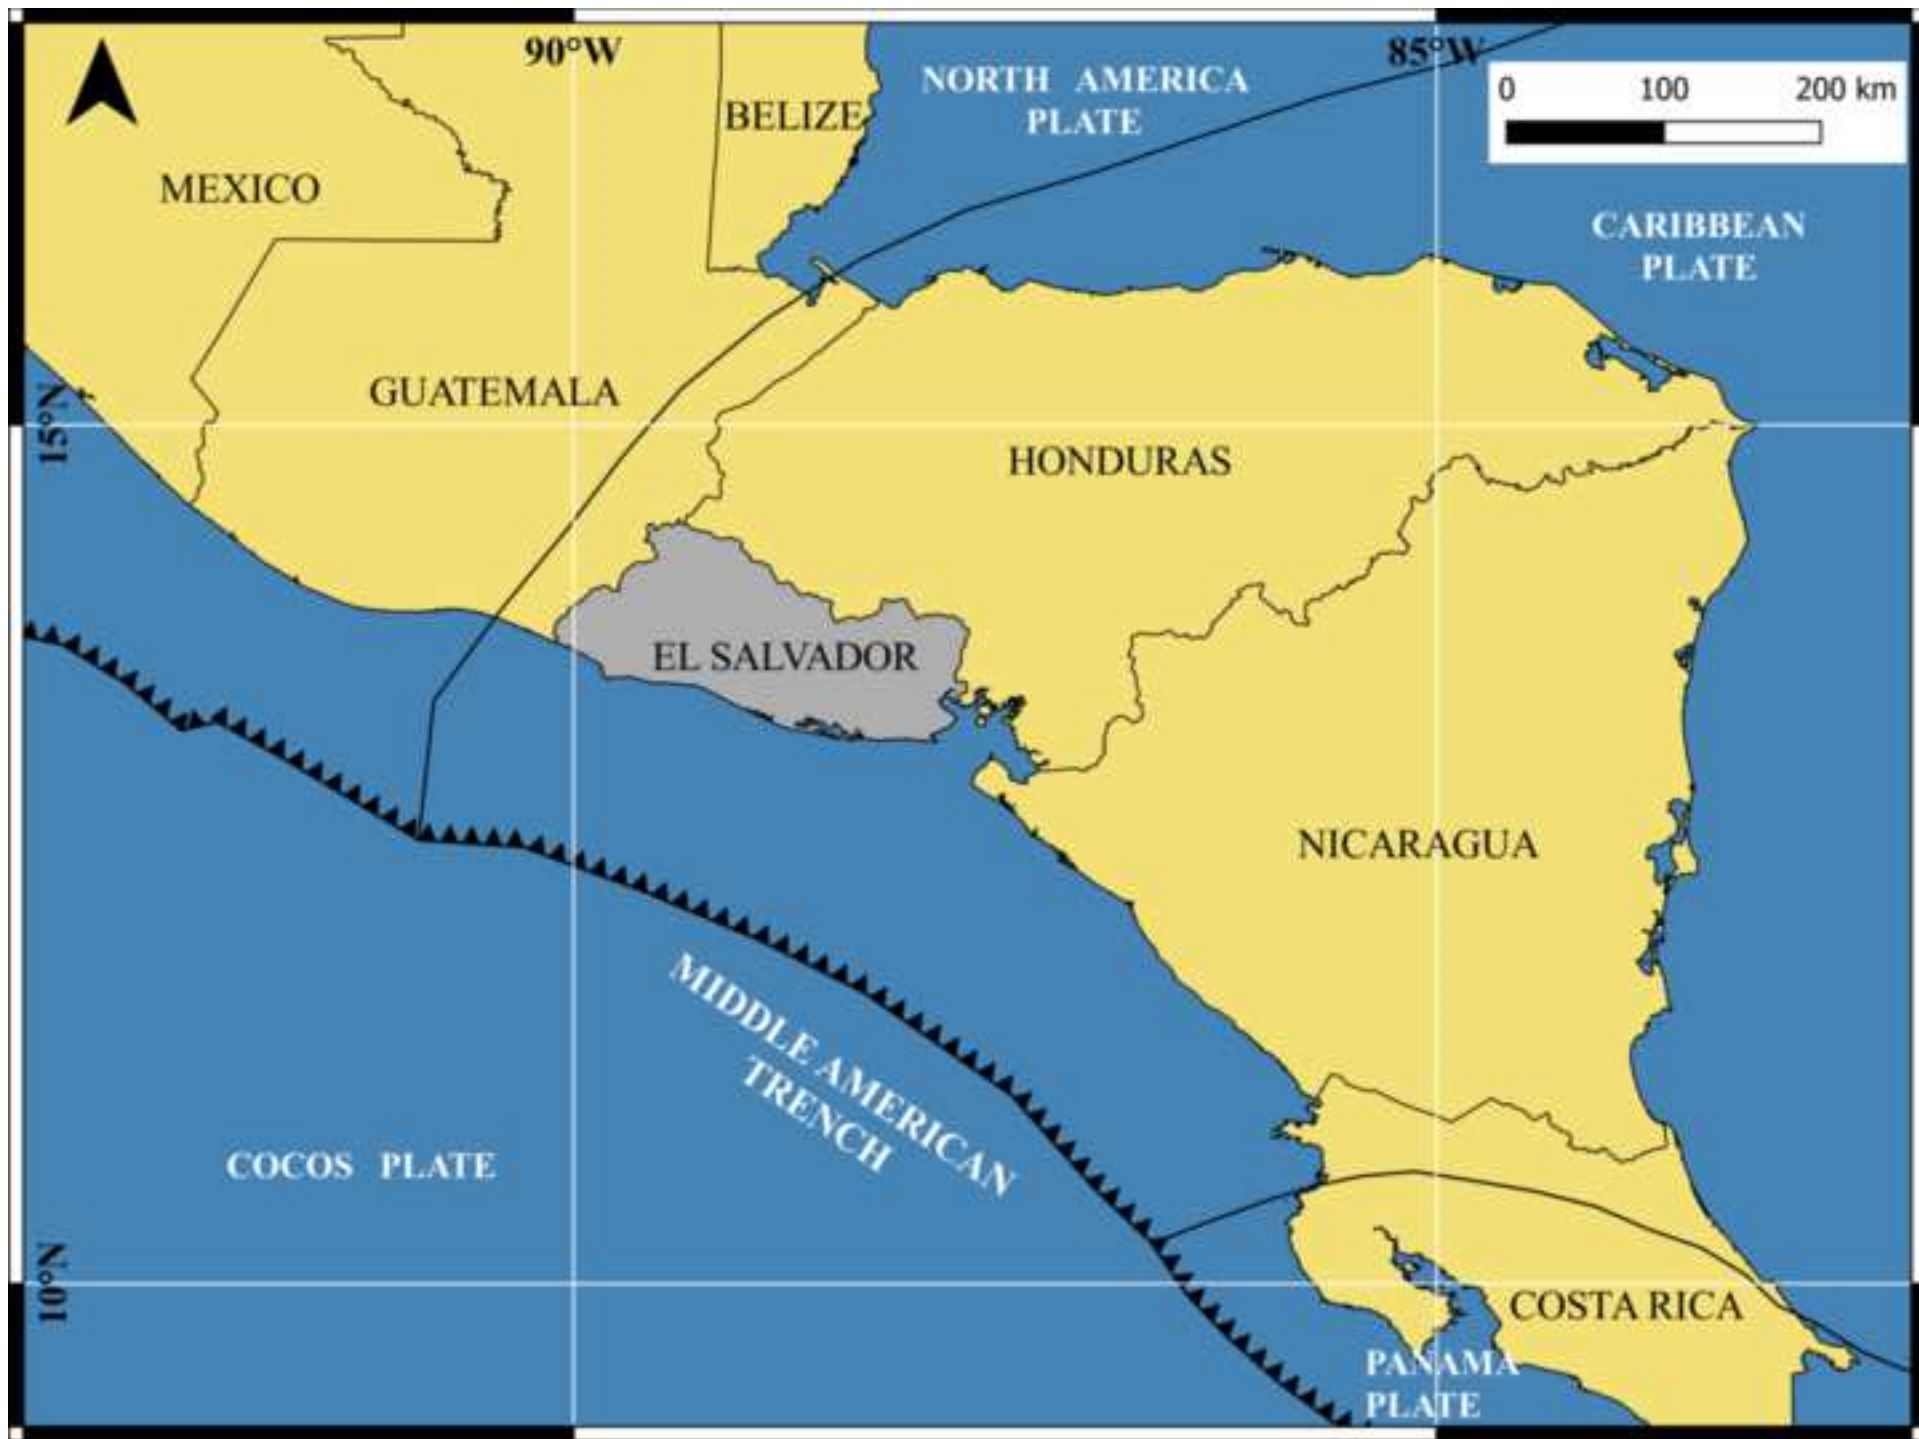 90°W
85°W
NORTH AMERICA
PLATE
0 100 200 km
BELIZE
MEXICO
CARIBBEAN
PLATE
GUATEMALA
15°N
HONDURAS
EL SALVADOR
NICARAGUA
MIDDLE AMERICAN
TRENCH
COCOS PLATE
10°N
COSTA RICA
PANAMA
PLATE